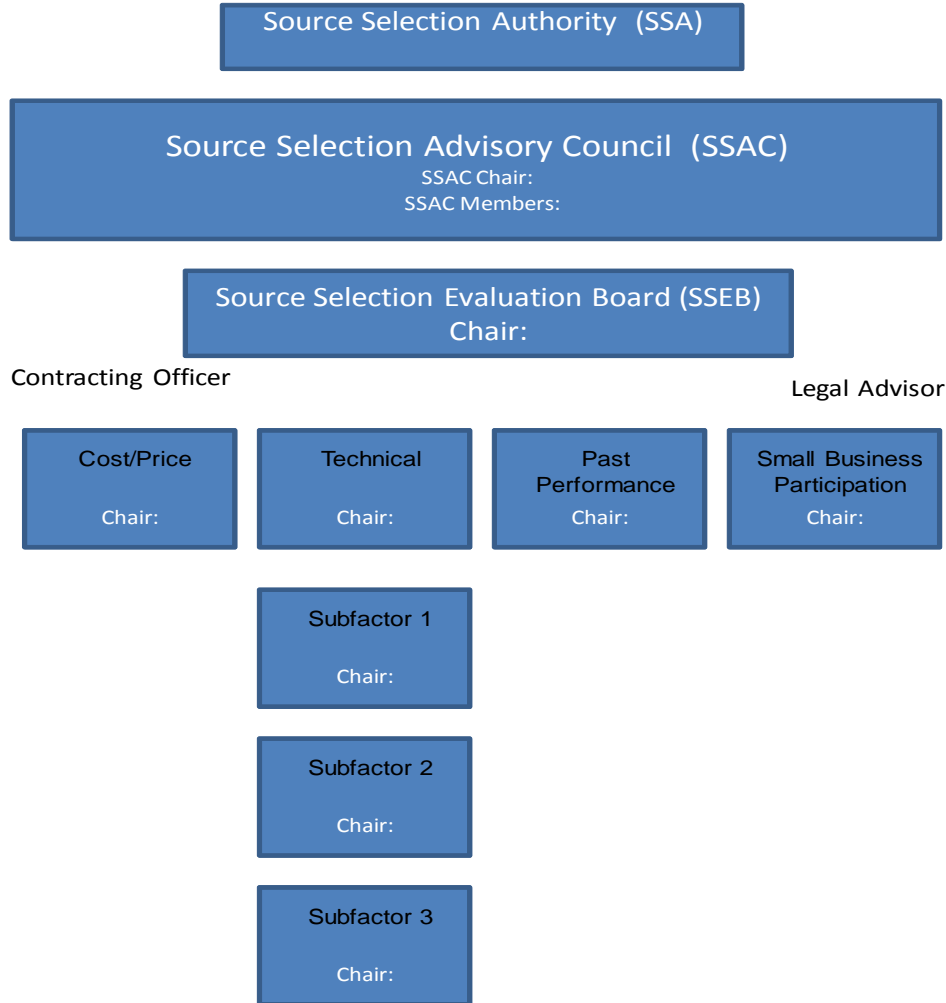 Source Selection Authority (SSA)
Source Selection Advisory Council (SSAC)
SSAC Chair:
SSAC Members:
Source Selection Evaluation Board (SSEB)
Chair:
Contracting Officer
Legal Advisor
Cost/Price
Chair:
Technical
Chair:
Past
Performance
Chair:
Small Business
Participation
Chair:
Subfactor 1
Chair:
Subfactor 2
Chair:
Subfactor 3
Chair: